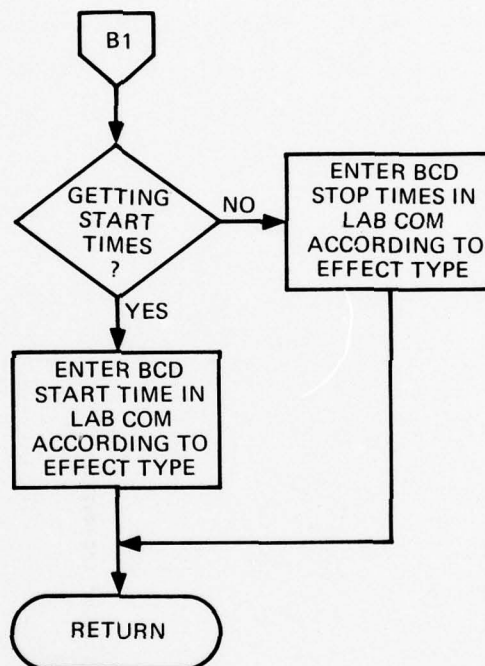 B1
GETTING
START
TIMES
?
NO
ENTER BCD
STOP TIMES IN
LAB COM
ACCORDING TO
EFFECT TYPE
YES
ENTER BCD
START TIME IN
LAB COM
ACCORDING TO
EFFECT TYPE
RETURN